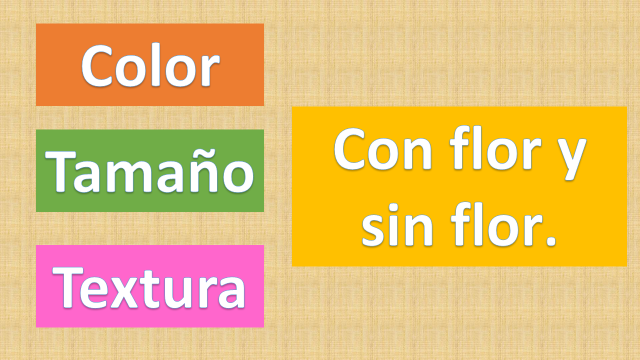 Color
Tamaño
Textura
Con flor y
sin flor.